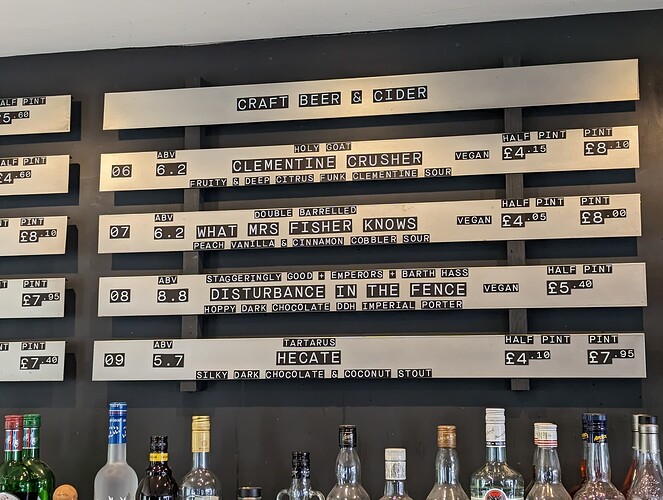 CRAFT BEER & CIDER
HALF PINT
£5.60
HALF PINT
£4.60
PINT
£8.10
PINT
£7.95
PINT
£7.40
HOLY GOAT
06 ABV 6.2 CLEMENTINE CRUSHER VEGAN HALF PINT £4.15 PINT £8.10
FRUITY & DEEP CITRUS FUNK CLEMENTINE SOUR
DOUBLE BARRELLED
07 ABV 6.2 WHAT MRS FISHER KNOWS VEGAN HALF PINT £4.05 PINT £8.00
PEACH VANILLA & CINNAMON COBBLER SOUR
STAGGERINGLY GOOD + EMPERORS + BARTH HASS
08 ABV 8.8 DISTURBANCE IN THE FENCE VEGAN HALF PINT £5.40
HOPPY DARK CHOCOLATE DDH IMPERIAL PORTER
TARTARUS
09 ABV 5.7 HECATE HALF PINT £4.10 PINT £7.95
SILKY DARK CHOCOLATE & COCONUT STOUT